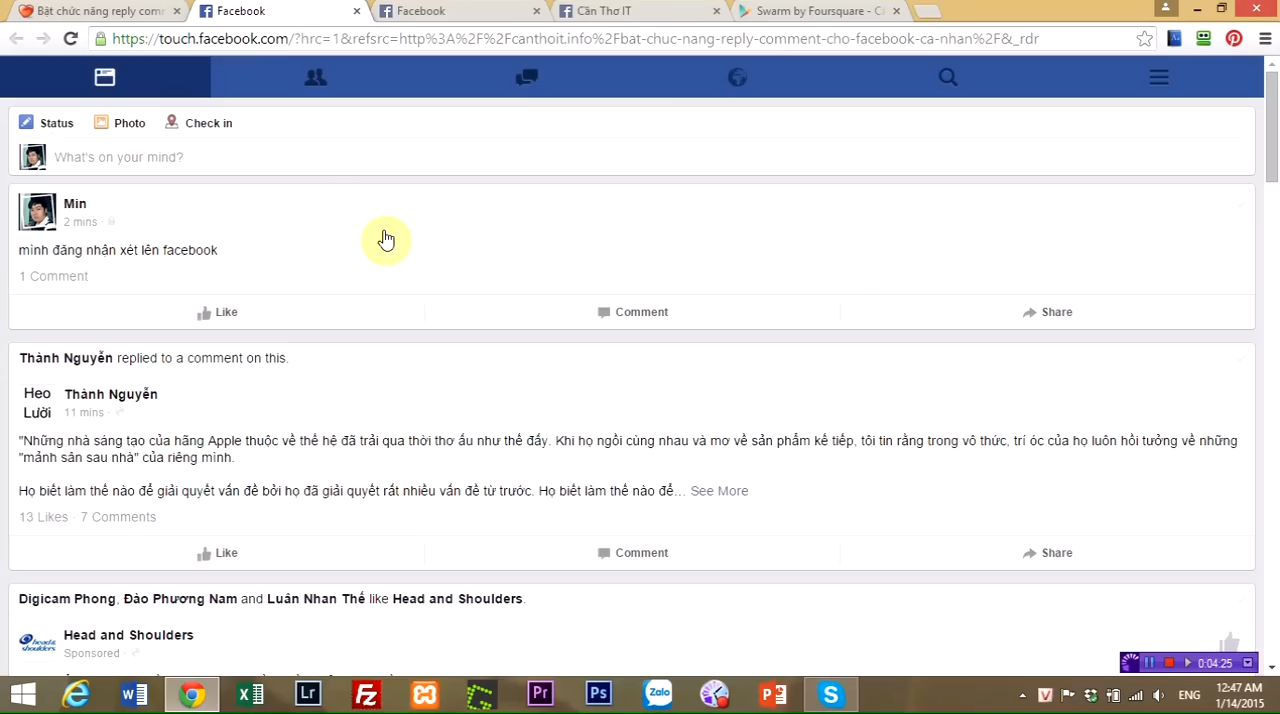 Bật chức năng reply comm
Facebook
Facebook
Cần Thơ IT
Swarm by Foursquare - C
https://touch.facebook.com/?hrc=1&refsrc=http%3A%2F%2Fcanthoit.info%2Fbat-chuc-nang-reply-comment-cho-facebook-ca-nhan%2F&_rdr
Status Photo Check in
What's on your mind?
Min
2 mins ·
mình đăng nhận xét lên facebook
1 Comment
Like Comment Share
Thành Nguyễn replied to a comment on this.
Heo
Lười
Thành Nguyễn
11 mins ·
"Những nhà sáng tạo của hãng Apple thuộc về thế hệ đã trải qua thời thơ ấu như thế đấy. Khi họ ngồi cùng nhau và mơ về sản phẩm kế tiếp, tôi tin rằng trong vô thức, trí óc của họ luôn hồi tưởng về những
"mảnh sân sau nhà" của riêng mình.
Họ biết làm thế nào để giải quyết vấn đề bởi họ đã giải quyết rất nhiều vấn đề từ trước. Họ biết làm thế nào để... See More
13 Likes · 7 Comments
Like Comment Share
Digicam Phong, Đào Phương Nam and Luân Nhan Thế like Head and Shoulders.
head&
shoulders
Head and Shoulders
Sponsored ·
0:04:25
Lr
Fz
Pr
Ps
Zalo
ENG
12:47 AM
1/14/2015